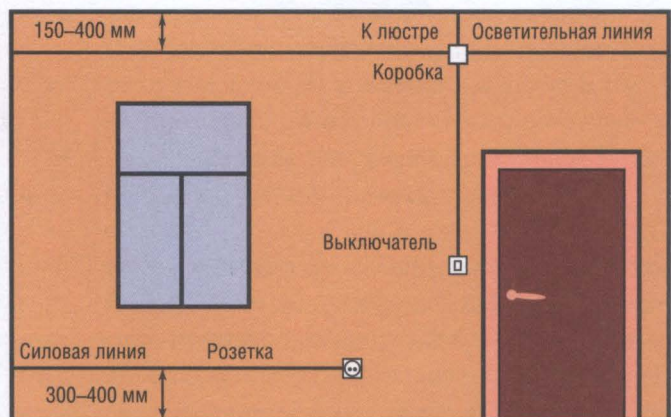 150–400 мм
К люстре
Осветительная линия
Коробка
Выключатель
Силовая линия
Розетка
300–400 мм